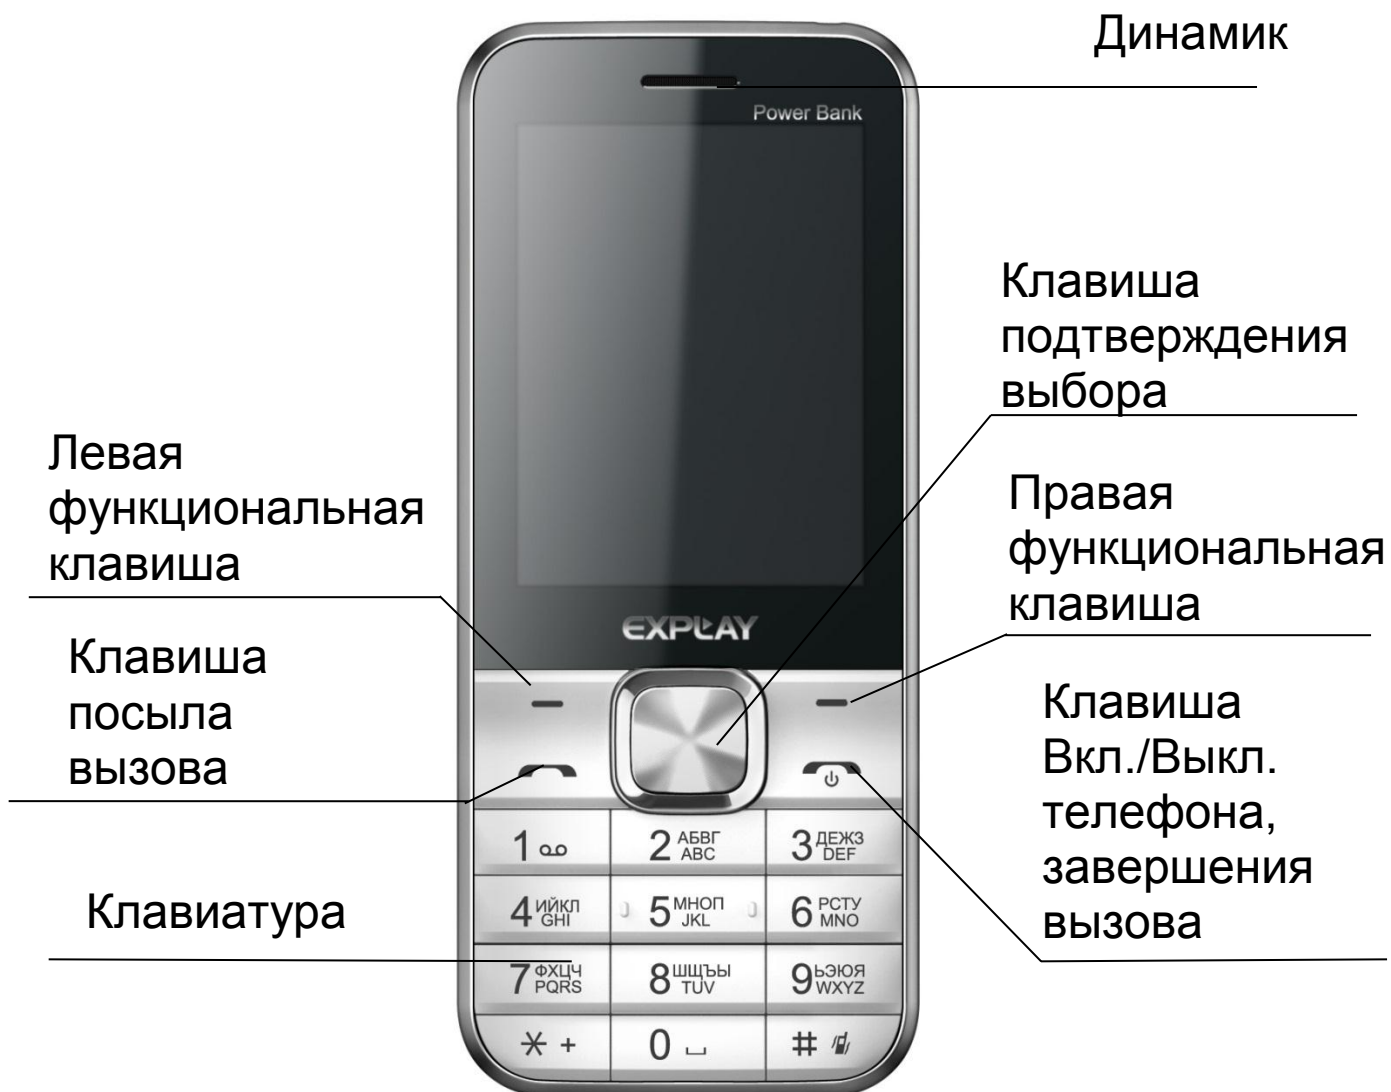 Динамик
Power Bank
Клавиша
подтверждения
выбора
Левая
функциональная
клавиша
Правая
функциональная
клавиша
EXPLAY
Клавиша
посыла
вызова
Клавиша
Вкл./Выкл.
телефона,
завершения
вызова
1
2 АБВГ
ABC
3 ДЕЖЗ
DEF
Клавиатура
4 ИЙКЛ
GHI
5 МНОП
JKL
6 РСТУ
MNO
7 ФХЦЧ
PQRS
8 ШЩЪЫ
TUV
9 ЬЭЮЯ
WXYZ
* +
0
#